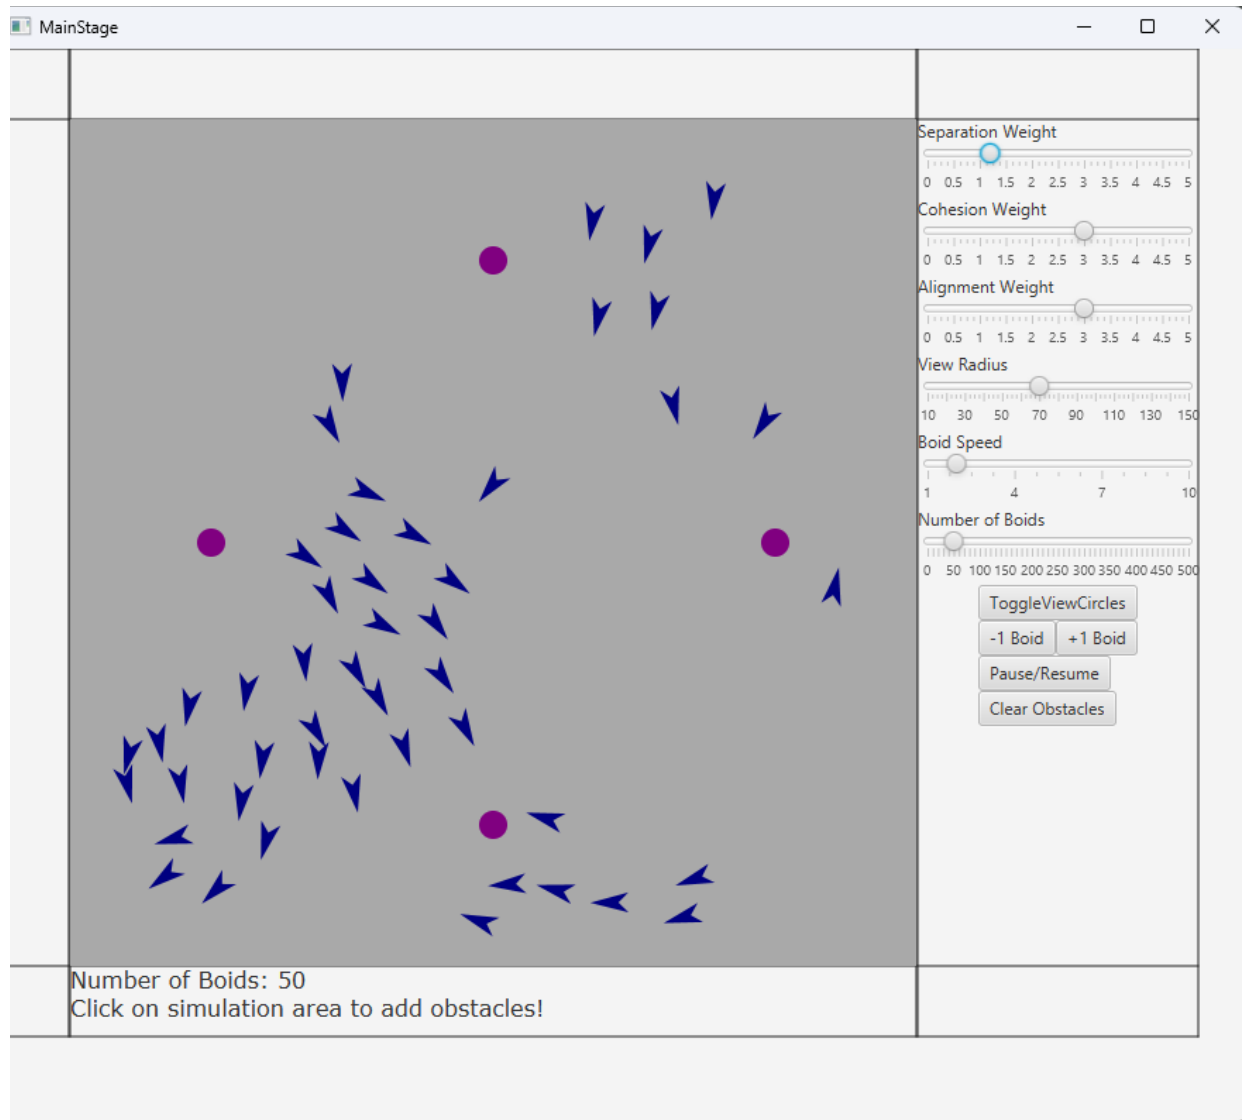 MainStage
Separation Weight
0 0.5 1 1.5 2 2.5 3 3.5 4 4.5 5
Cohesion Weight
0 0.5 1 1.5 2 2.5 3 3.5 4 4.5 5
Alignment Weight
0 0.5 1 1.5 2 2.5 3 3.5 4 4.5 5
View Radius
10 30 50 70 90 110 130 150
Boid Speed
1 4 7 10
Number of Boids
0 50 100 150 200 250 300 350 400 450 500
ToggleViewCircles
-1 Boid +1 Boid
Pause/Resume
Clear Obstacles
Number of Boids: 50
Click on simulation area to add obstacles!